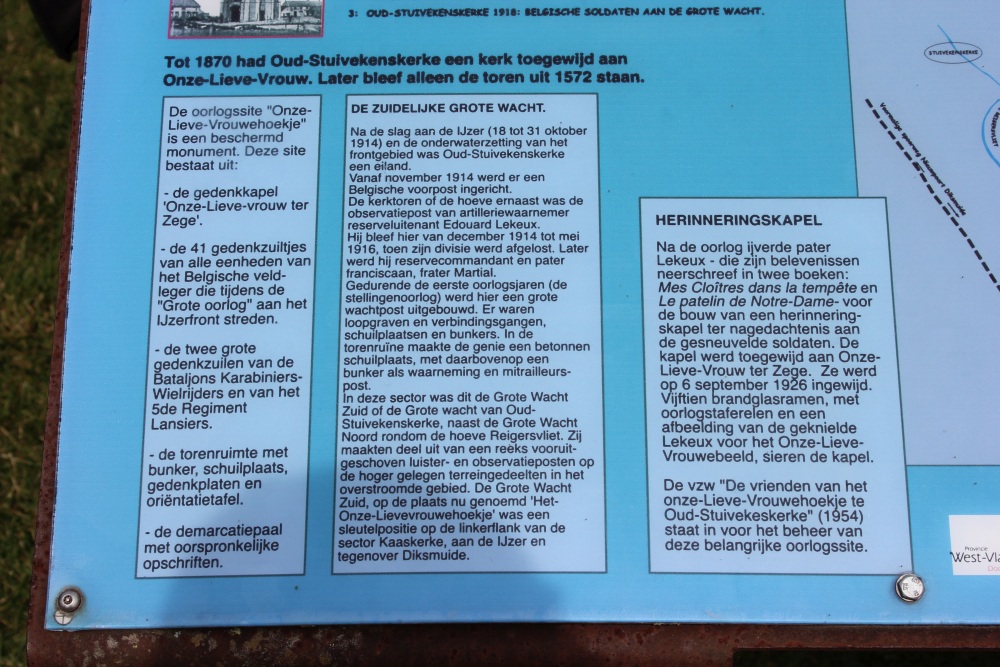 3: OUD-STUIVEKENSKERKE 1918: BELGISCHE SOLDATEN AAN DE GROTE WACHT.
Tot 1870 had Oud-Stuivekenskerke een kerk toegewijd aan
Onze-Lieve-Vrouw. Later bleef alleen de toren uit 1572 staan.
De oorlogssite "Onze-
Lieve-Vrouwehoekje"
is een beschermd
monument. Deze site
bestaat uit:
- de gedenkkapel
'Onze-Lieve-vrouw ter
Zege'.
- de 41 gedenkzuiltjes
van alle eenheden van
het Belgische veld-
leger die tijdens de
"Grote oorlog" aan het
IJzerfront streden.
- de twee grote
gedenkzuilen van de
Bataljons Karabiniers-
Wielrijders en van het
5de Regiment
Lansiers.
- de torenruimte met
bunker, schuilplaats,
gedenkplaten en
oriëntatietafel.
- de demarcatiepaal
met oorspronkelijke
opschriften.
DE ZUIDELIJKE GROTE WACHT.
Na de slag aan de IJzer (18 tot 31 oktober
1914) en de onderwaterzetting van het
frontgebied was Oud-Stuivekenskerke
een eiland.
Vanaf november 1914 werd er een
Belgische voorpost ingericht.
De kerktoren of de hoeve ernaast was de
observatiepost van artilleriewaarnemer
reserveluitenant Edouard Lekeux.
Hij bleef hier van december 1914 tot mei
1916, toen zijn divisie werd afgelost. Later
werd hij reservecommandant en pater
franciscaan, frater Martial.
Gedurende de eerste oorlogsjaren (de
stellingenoorlog) werd hier een grote
wachtpost uitgebouwd. Er waren
loopgraven en verbindingsgangen,
schuilplaatsen en bunkers. In de
torenruïne maakte de genie een betonnen
schuilplaats, met daarbovenop een
bunker als waarneming en mitrailleurs-
post.
In deze sector was dit de Grote Wacht
Zuid of de Grote wacht van Oud-
Stuivekenskerke, naast de Grote Wacht
Noord rondom de hoeve Reigersvliet. Zij
maakten deel uit van een reeks vooruit-
geschoven luister- en observatieposten op
de hoger gelegen terreingedeelten in het
overstroomde gebied. De Grote Wacht
Zuid, op de plaats nu genoemd 'Het-
Onze-Lievevrouwehoekje' was een
sleutelpositie op de linkerflank van de
sector Kaaskerke, aan de IJzer en
tegenover Diksmuide.
HERINNERINGSKAPEL
Na de oorlog ijverde pater
Lekeux - die zijn belevenissen
neerschreef in twee boeken:
Mes Cloîtres dans la tempête en
Le patelin de Notre-Dame- voor
de bouw van een herinnering-
skapel ter nagedachtenis aan
de gesneuvelde soldaten. De
kapel werd toegewijd aan Onze-
Lieve-Vrouw ter Zege. Ze werd
op 6 september 1926 ingewijd.
Vijftien brandglasramen, met
oorlogstaferelen en een
afbeelding van de geknielde
Lekeux voor het Onze-Lieve-
Vrouwebeeld, sieren de kapel.
De vzw "De vrienden van het
onze-Lieve-Vrouwehoekje te
Oud-Stuivekeskerke" (1954)
staat in voor het beheer van
deze belangrijke oorlogssite.
STUIVEKENSKERKE
Voormalige spoorweg Nieuwpoort Diksmuide
Provincie
West-Vla